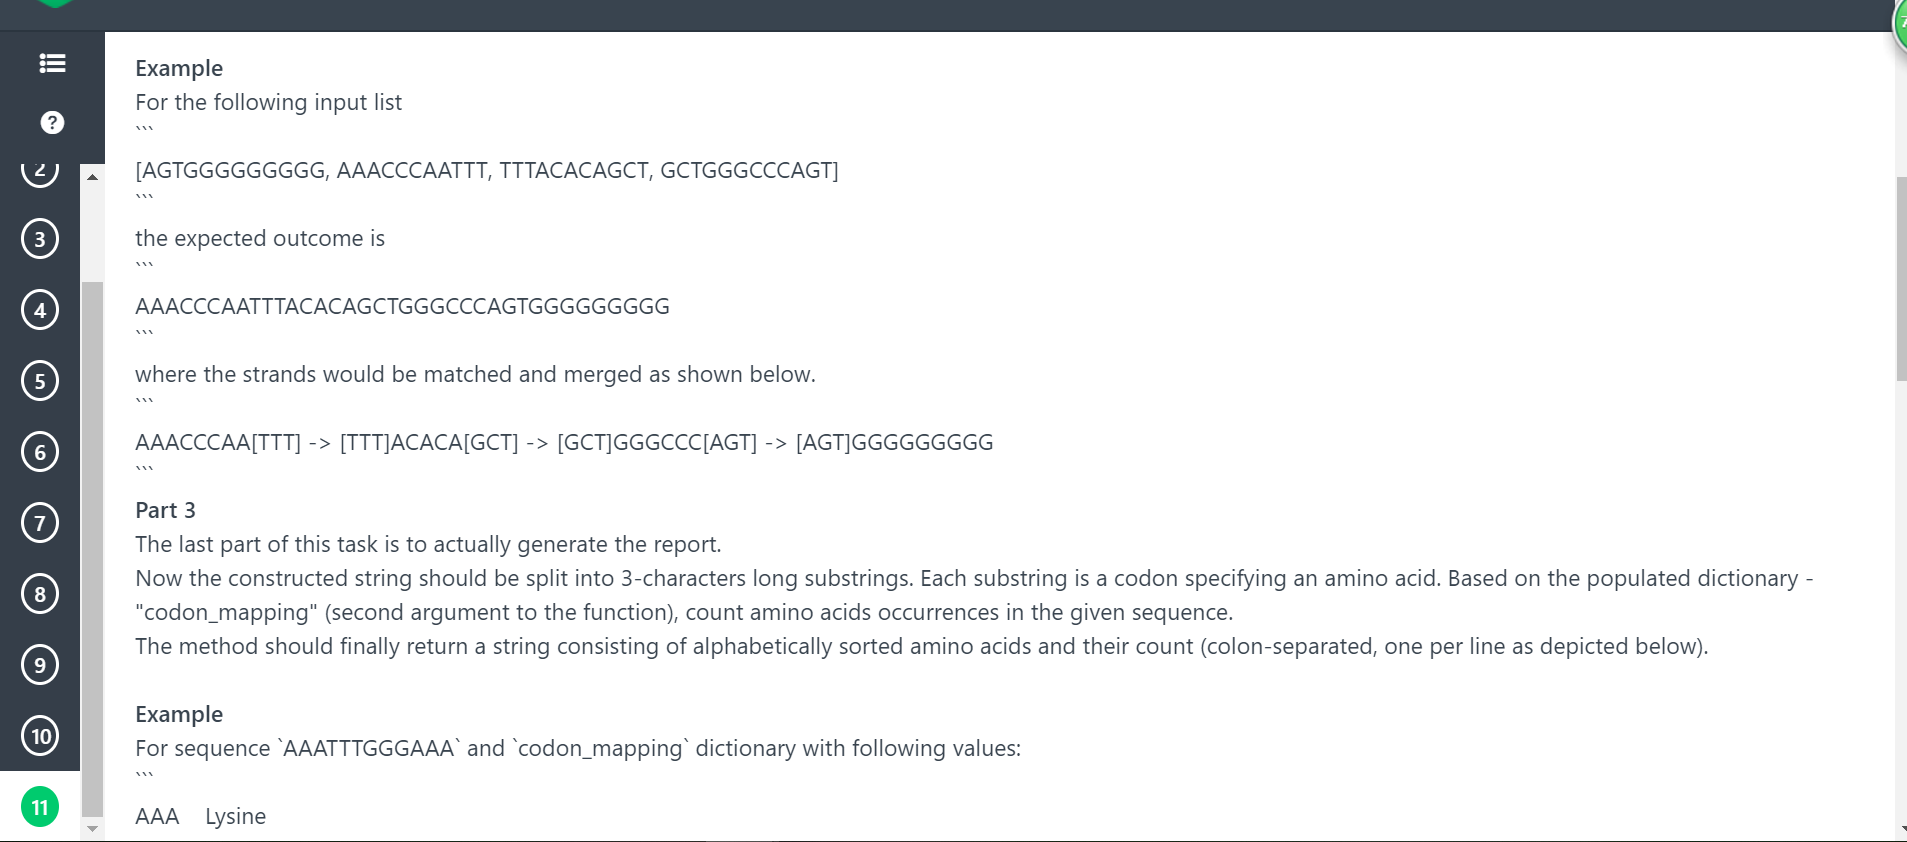 Example
For the following input list
```
[AGTGGGGGGGGG, AAACCCAATTT, TTTACACAGCT, GCTGGGCCCAGT]
```
the expected outcome is
```
AAACCCAATTTACACAGCTGGGCCCAGTGGGGGGGGG
```
where the strands would be matched and merged as shown below.
```
AAACCCAA[TTT] -> [TTT]ACACA[GCT] -> [GCT]GGGCCC[AGT] -> [AGT]GGGGGGGGG
```
Part 3
The last part of this task is to actually generate the report.
Now the constructed string should be split into 3-characters long substrings. Each substring is a codon specifying an amino acid. Based on the populated dictionary -
"codon_mapping" (second argument to the function), count amino acids occurrences in the given sequence.
The method should finally return a string consisting of alphabetically sorted amino acids and their count (colon-separated, one per line as depicted below).
Example
For sequence `AAATTTGGGAAA` and `codon_mapping` dictionary with following values:
```
AAA Lysine
?
2
3
4
5
6
7
8
9
10
11